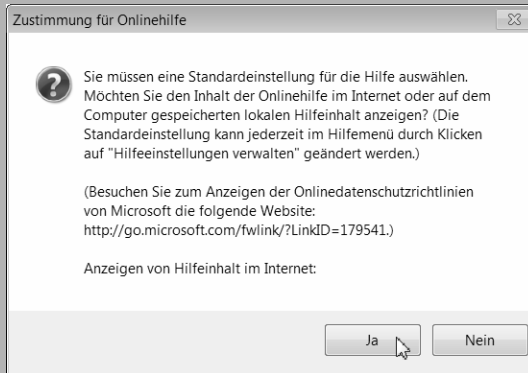 Zustimmung für Onlinehilfe
Sie müssen eine Standardeinstellung für die Hilfe auswählen.
Möchten Sie den Inhalt der Onlinehilfe im Internet oder auf dem
Computer gespeicherten lokalen Hilfeinhalt anzeigen? (Die
Standardeinstellung kann jederzeit im Hilfemenü durch Klicken
auf "Hilfeeinstellungen verwalten" geändert werden.)
(Besuchen Sie zum Anzeigen der Onlinedatenschutzrichtlinien
von Microsoft die folgende Website:
http://go.microsoft.com/fwlink/?LinkID=179541.)
Anzeigen von Hilfeinhalt im Internet:
Ja
Nein